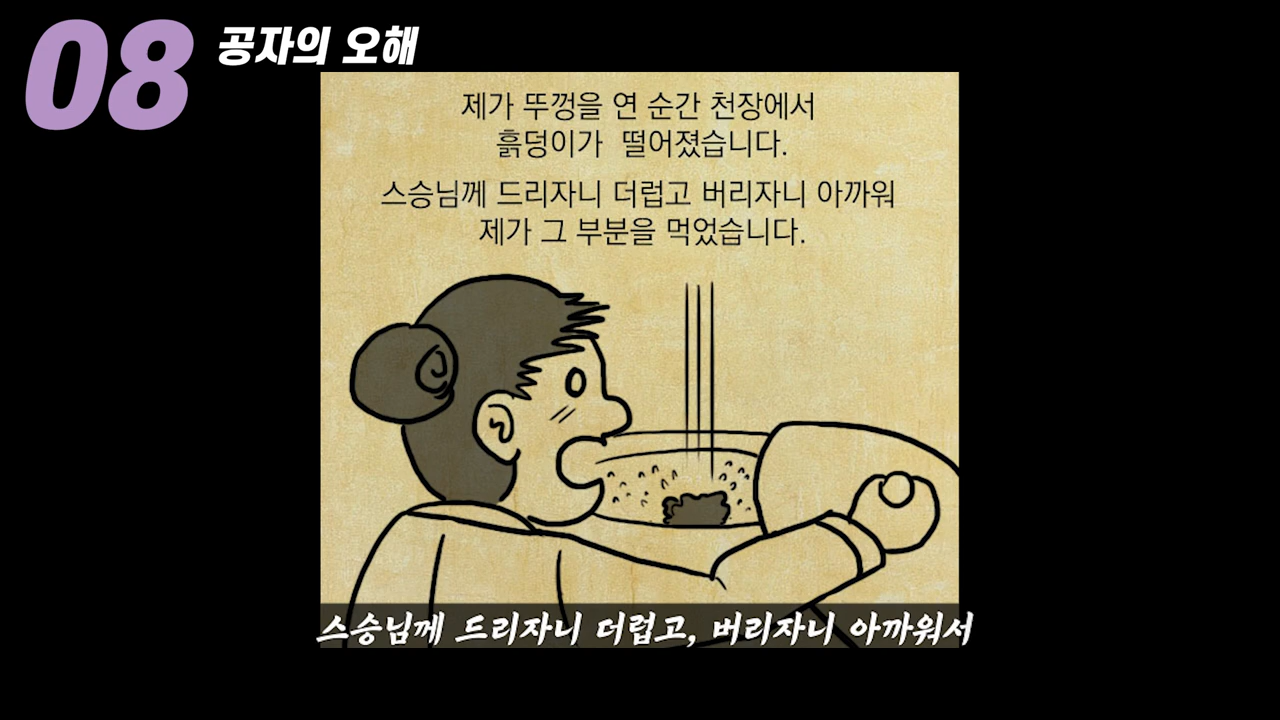 08 공자의 오해
제가 뚜껑을 연 순간 천장에서
흙덩이가 떨어졌습니다.
스승님께 드리자니 더럽고 버리자니 아까워
제가 그 부분을 먹었습니다.
스승님께 드리자니 더럽고, 버리자니 아까워서